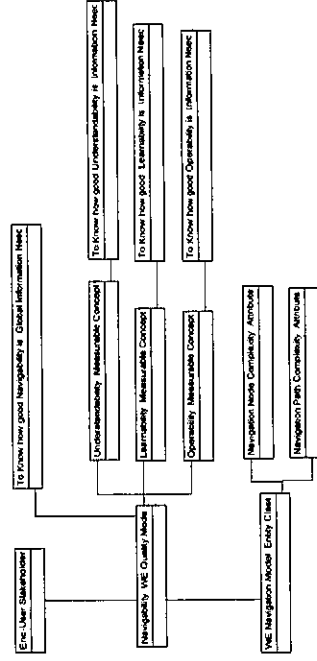 To Know how good Navigability is Global Information Need
End-User Stakeholder
To Know how good Understandability is Information Need
Understandability Measurable Concept
To Know how good Learnability is Information Need
Learnability Measurable Concept
To Know how good Operability is Information Need
Operability Measurable Concept
Navigability WE Quality Model
Navigation Node Complexity Attribute
Navigation Path Complexity Attribute
WE Navigation Model Entity Class